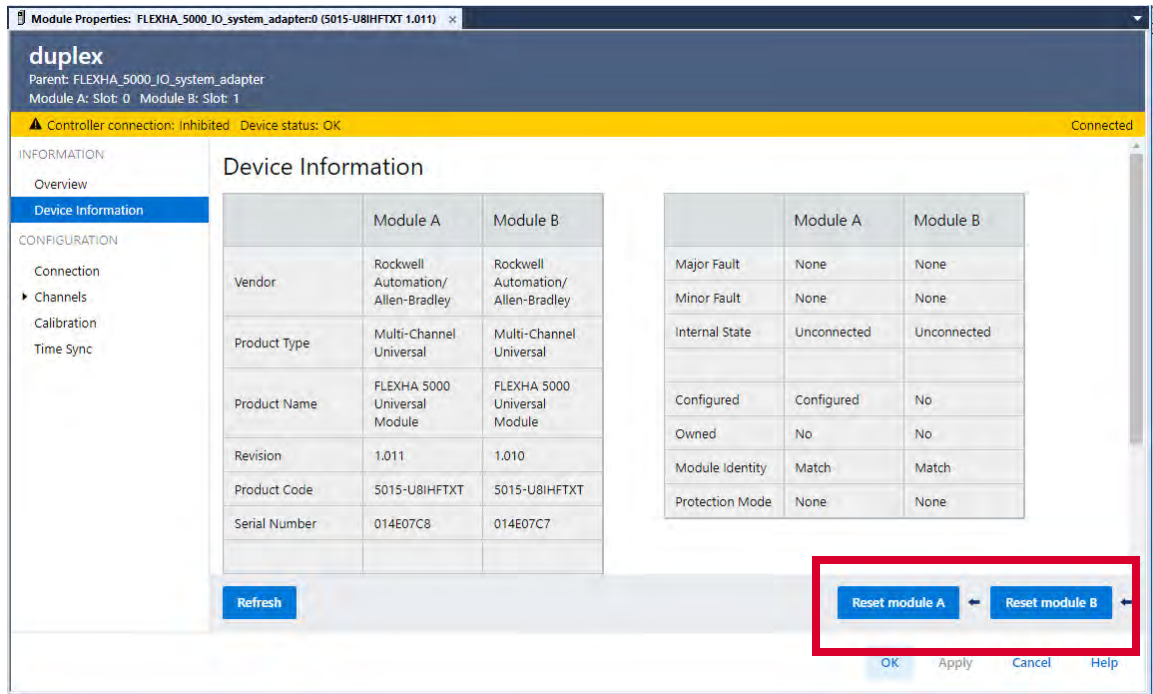 Module Properties: FLEXHA_5000_IO_system_adapter:0 (5015-U8IHFTXT 1.011) ×
duplex
Parent: FLEXHA_5000_IO_system_adapter
Module A: Slot: 0 Module B: Slot: 1
Controller connection: Inhibited Device status: OK Connected
INFORMATION
Overview
Device Information
CONFIGURATION
Connection
Channels
Calibration
Time Sync
Device Information
Module A Module B
Vendor Rockwell Automation/ Allen-Bradley Rockwell Automation/ Allen-Bradley
Product Type Multi-Channel Universal Multi-Channel Universal
Product Name FLEXHA 5000 Universal Module FLEXHA 5000 Universal Module
Revision 1.011 1.010
Product Code 5015-U8IHFTXT 5015-U8IHFTXT
Serial Number 014E07C8 014E07C7
Module A Module B
Major Fault None None
Minor Fault None None
Internal State Unconnected Unconnected
Configured Configured No
Owned No No
Module Identity Match Match
Protection Mode None None
Refresh
Reset module A Reset module B
OK Apply Cancel Help